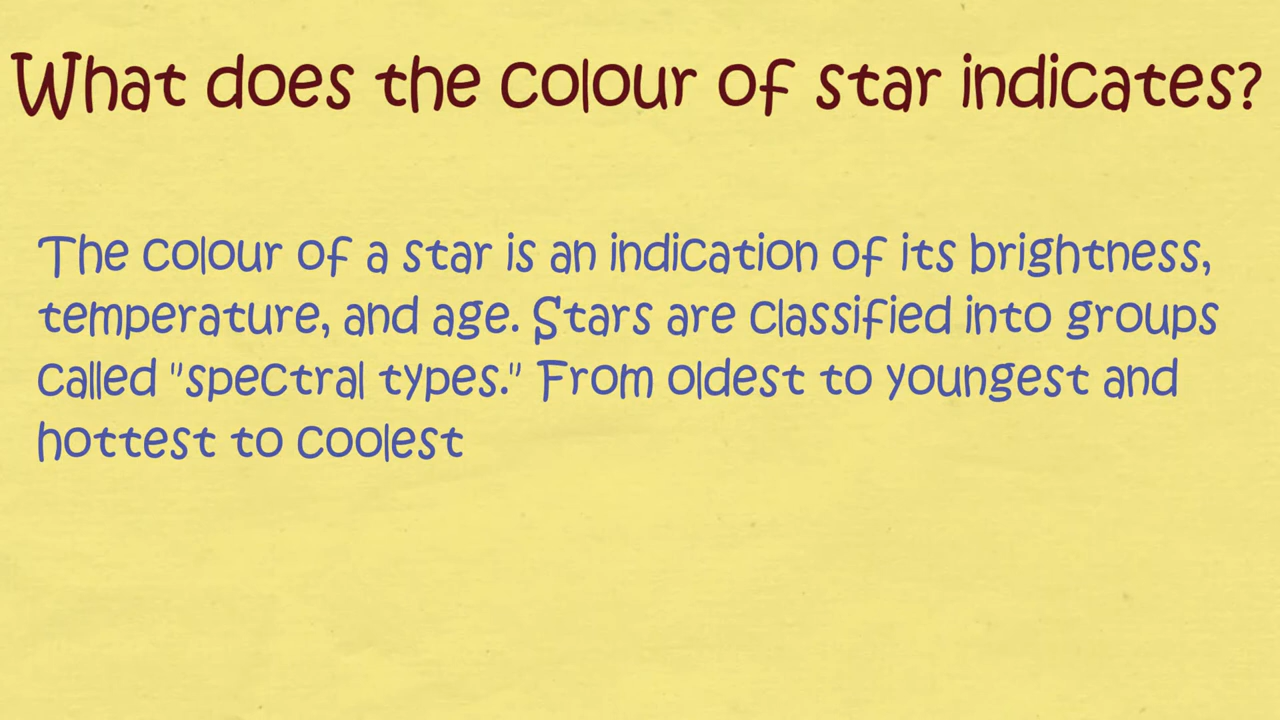 What does the colour of star indicates?
The colour of a star is an indication of its brightness,
temperature, and age. Stars are classified into groups
called "spectral types." From oldest to youngest and
hottest to coolest